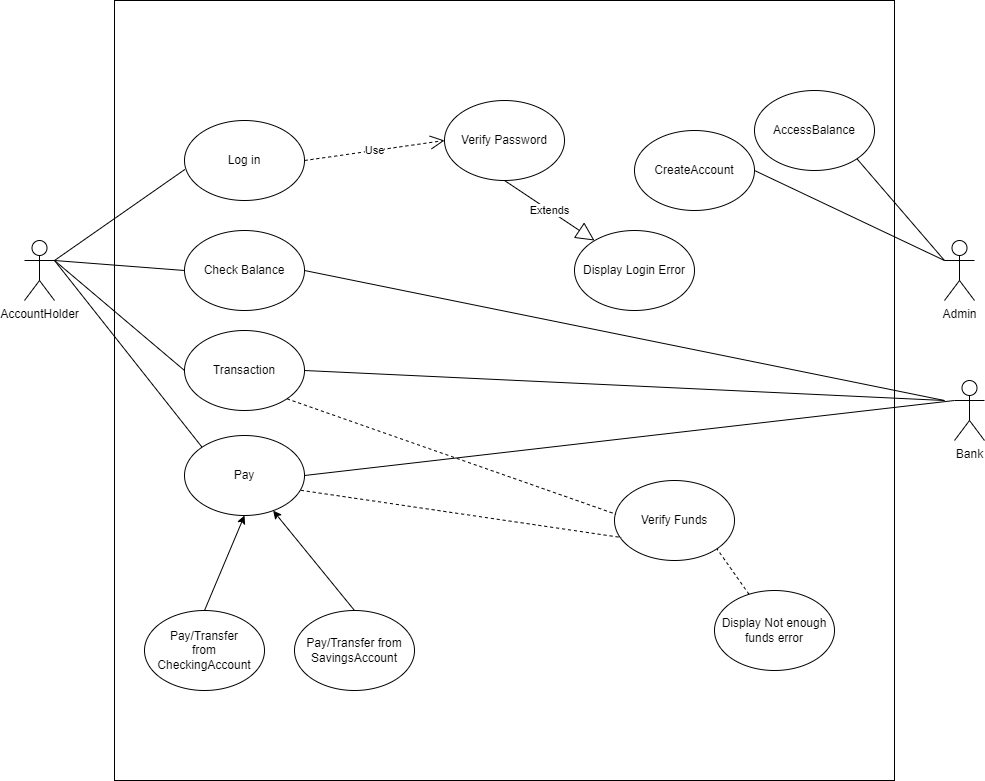 AccessBalance
Verify Password
Log in
Use
CreateAccount
Extends
Check Balance
Display Login Error
AccountHolder
Admin
Transaction
Bank
Pay
Verify Funds
Display Not enough
funds error
Pay/Transfer
from
CheckingAccount
Pay/Transfer from
SavingsAccount